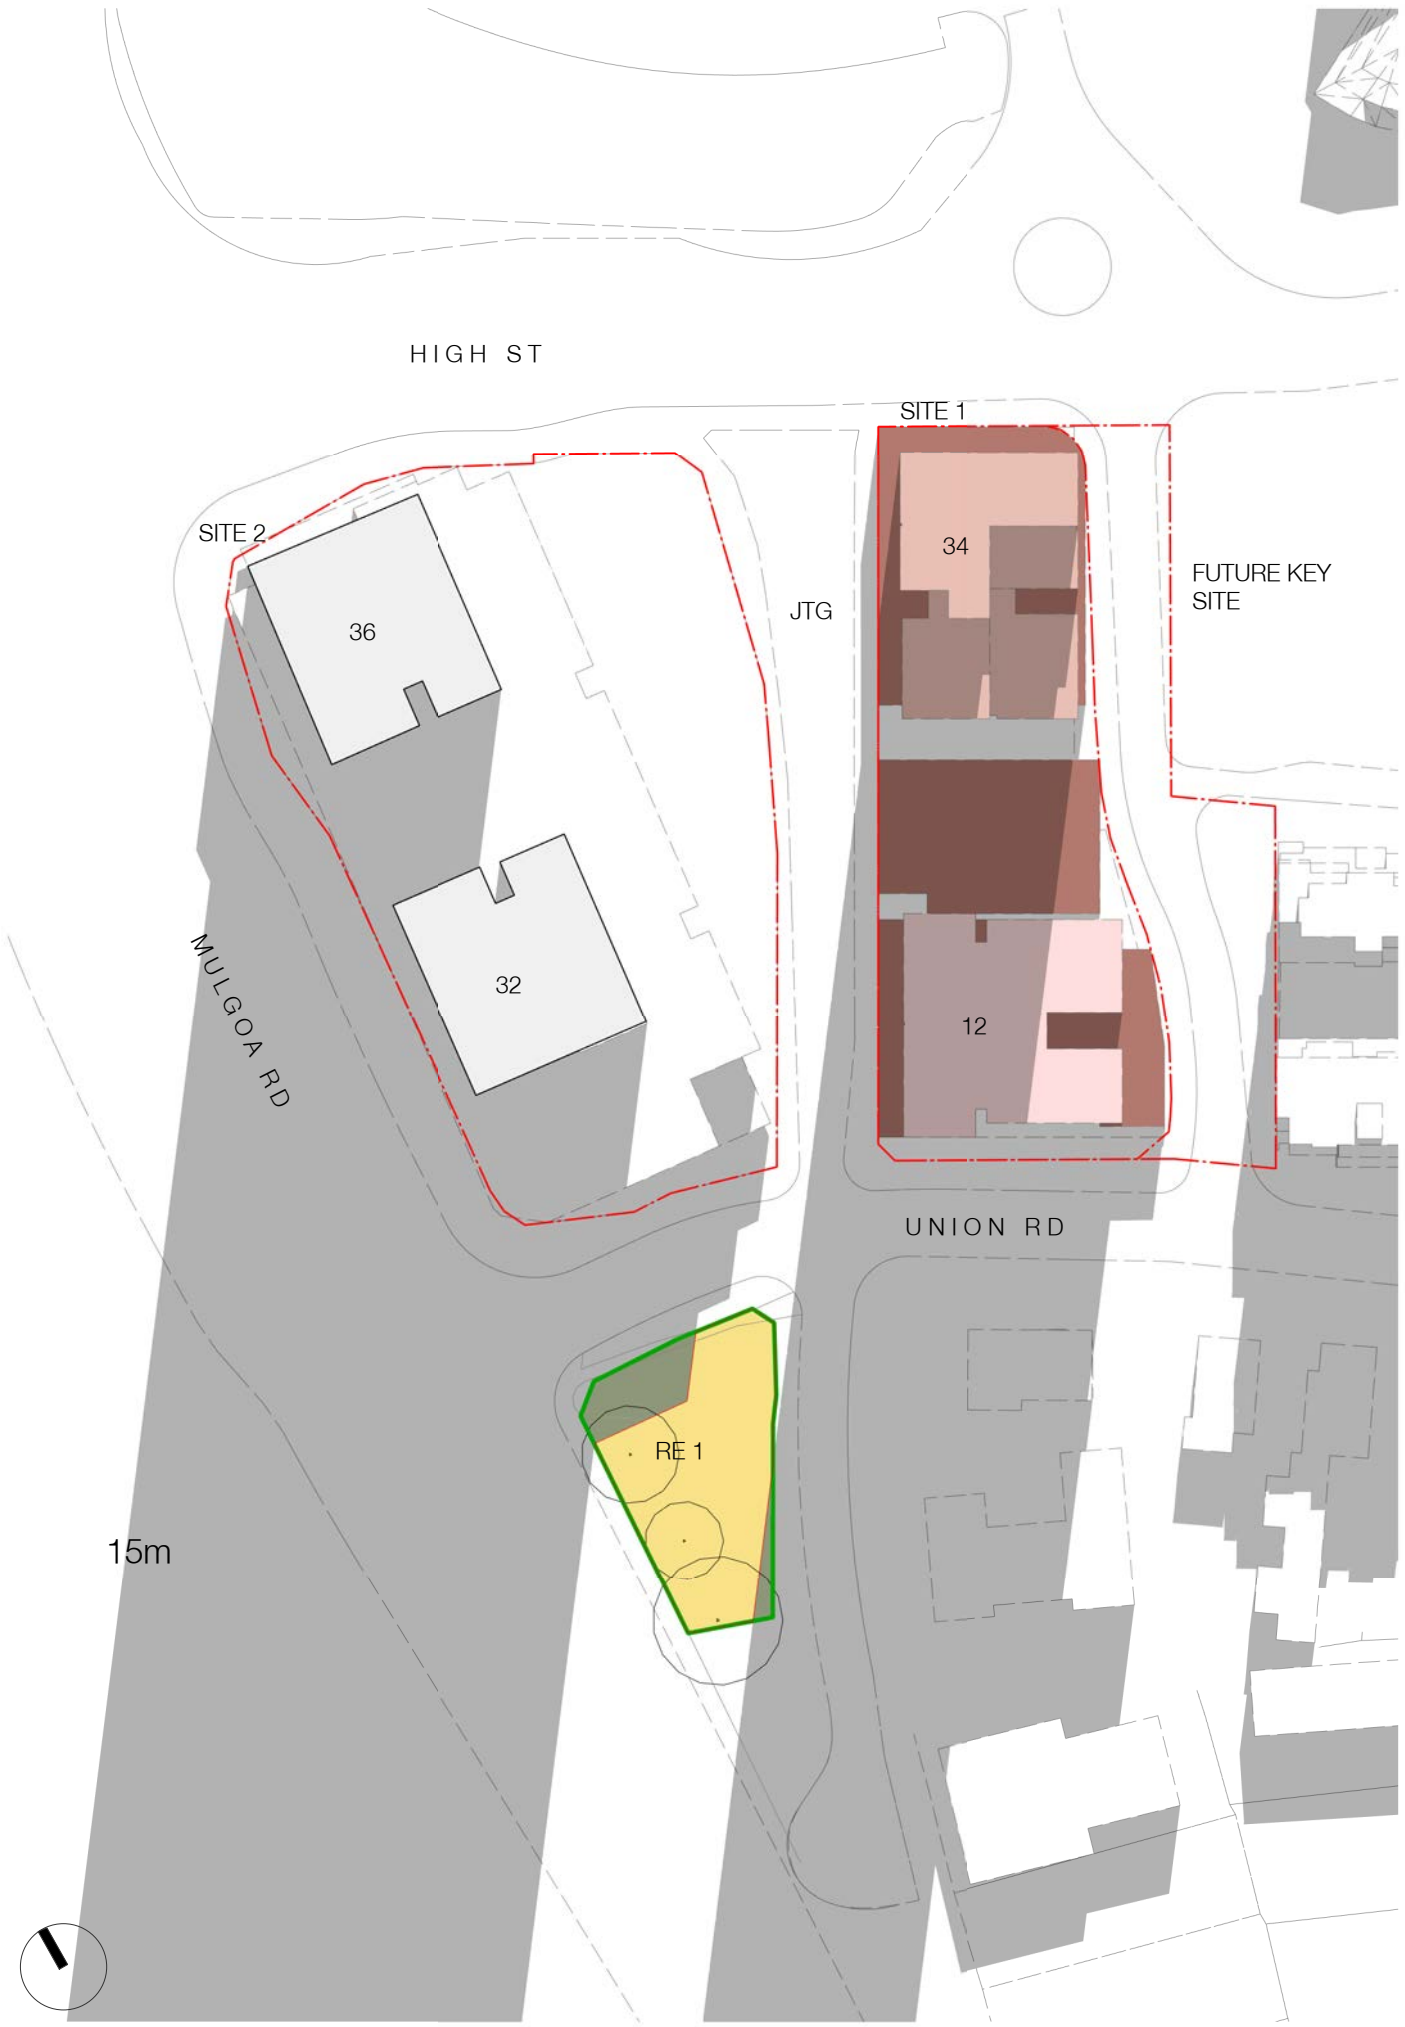 HIGH ST
SITE 1
SITE 2
34
FUTURE KEY
SITE
JTG
36
MULGOA RD
32
12
UNION RD
RE 1
15m